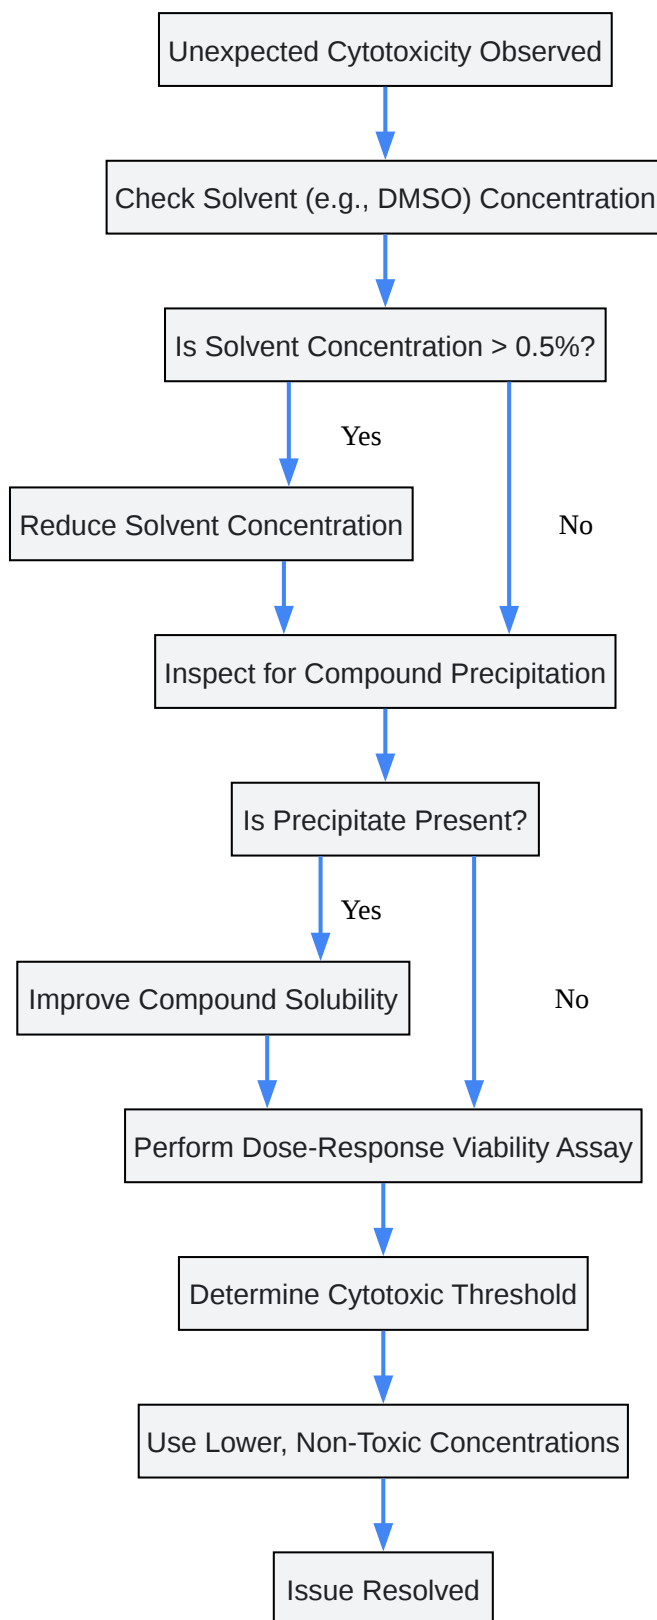 Unexpected Cytotoxicity Observed
Check Solvent (e.g., DMSO) Concentration
Is Solvent Concentration > 0.5%?
Yes
Reduce Solvent Concentration
No
Inspect for Compound Precipitation
Is Precipitate Present?
Yes
Improve Compound Solubility
No
Perform Dose-Response Viability Assay
Determine Cytotoxic Threshold
Use Lower, Non-Toxic Concentrations
Issue Resolved